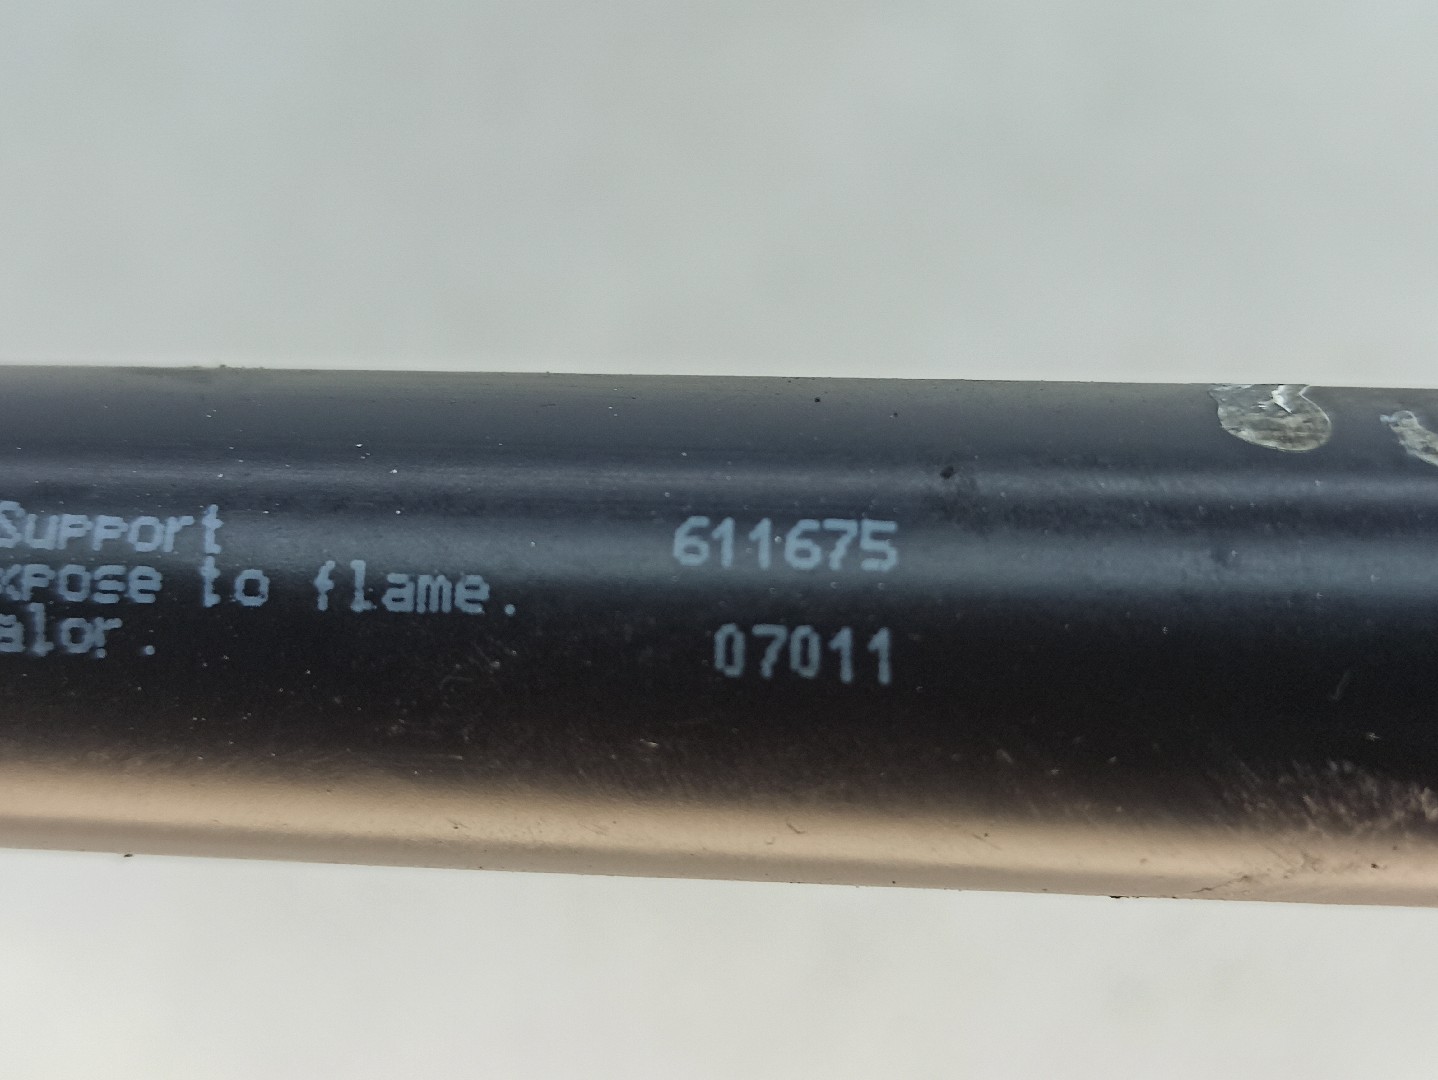 Support 611675
xpose to flame.
alor. 07011